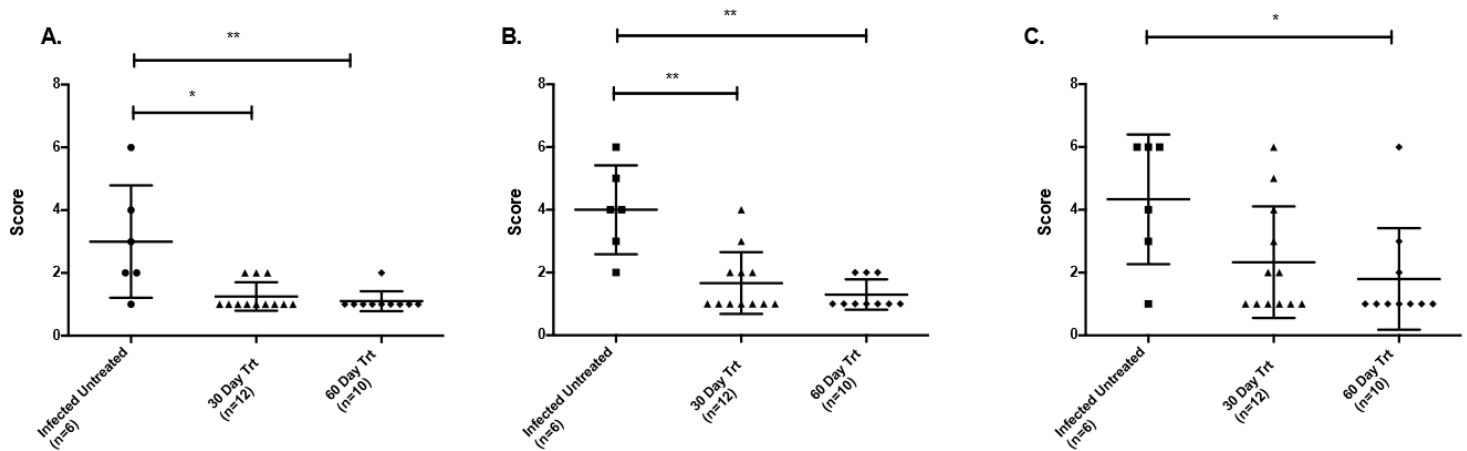 A.
**
*
8
6
4
2
0
Score
Infected Untreated
(n=6)
30 Day Trt
(n=12)
60 Day Trt
(n=10)
B.
**
**
8
6
4
2
0
Score
Infected Untreated
(n=6)
30 Day Trt
(n=12)
60 Day Trt
(n=10)
C.
*
8
6
4
2
0
Score
Infected Untreated
(n=6)
30 Day Trt
(n=12)
60 Day Trt
(n=10)